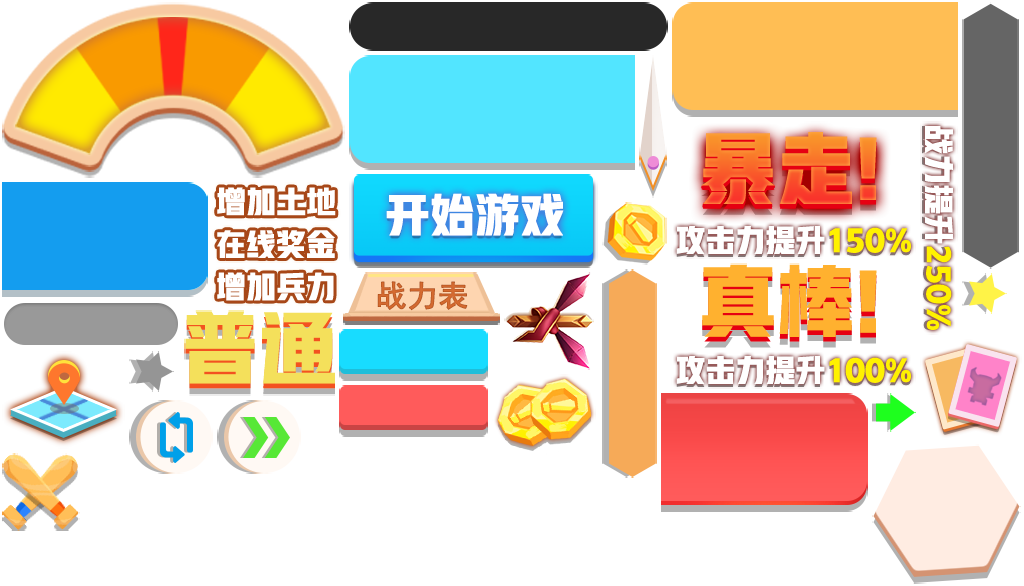 增加土地
在线奖金
增加兵力
普通
开始游戏
战力表
暴走!
攻击力提升150%
真棒!
攻击力提升100%
战力提升250%